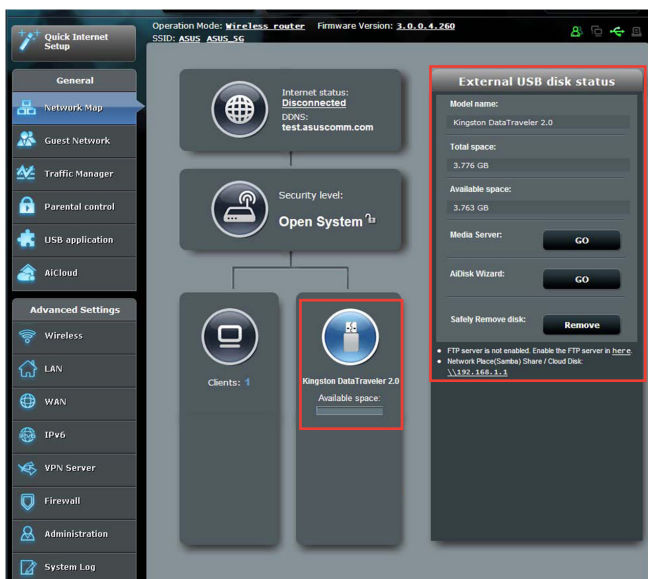 Operation Mode: Wireless router Firmware Version: 3.0.0.4.260
SSID: ASUS ASUS_5G
Quick Internet
Setup
General
Network Map
Guest Network
Traffic Manager
Parental control
USB application
AiCloud
Advanced Settings
Wireless
LAN
WAN
IPv6
VPN Server
Firewall
Administration
System Log
Internet status:
Disconnected
DDNS:
test.asuscomm.com
Security level:
Open System
Clients: 1
Kingston DataTraveler 2.0
Available space:
External USB disk status
Model name:
Kingston DataTraveler 2.0
Total space:
3.776 GB
Available space:
3.763 GB
Media Server: GO
AiDisk Wizard: GO
Safely Remove disk: Remove
FTP server is not enabled. Enable the FTP server in here.
Network Place(Samba) Share / Cloud Disk:
\\192.168.1.1